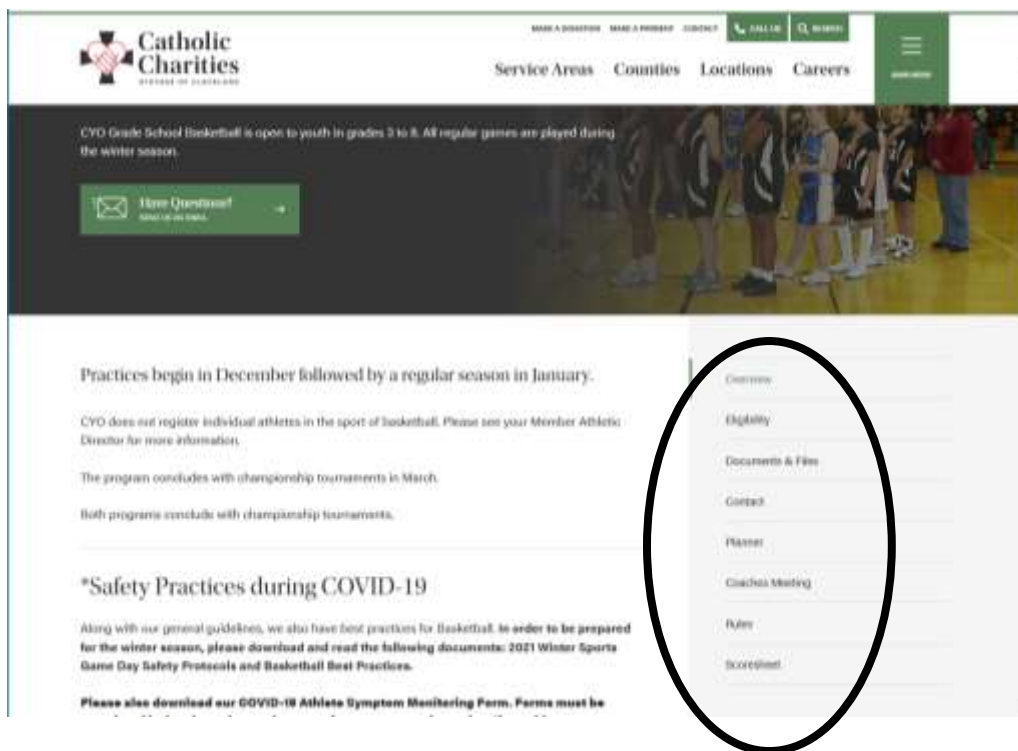 MAKE A DONATION MAKE A PAYMENT CONTACT CALL US SEARCH
Catholic
Charities
DIOCESE OF CLEVELAND
Service Areas Counties Locations Careers
CYO Grade School Basketball is open to youth in grades 3 to 8. All regular games are played during
the winter season.
Have Questions?
SEND US AN EMAIL
Practices begin in December followed by a regular season in January.
CYO does not register individual athletes in the sport of basketball. Please see your Member Athletic
Director for more information.
The program concludes with championship tournaments in March.
Both programs conclude with championship tournaments.
*Safety Practices during COVID-19
Along with our general guidelines, we also have best practices for Basketball. In order to be prepared
for the winter season, please download and read the following documents: 2021 Winter Sports
Game Day Safety Protocols and Basketball Best Practices.
Please also download our COVID-19 Athlete Symptom Monitoring Form. Forms must be
Overview
Eligibility
Documents & Files
Contact
Planner
Coaches Meeting
Rules
Scoresheet